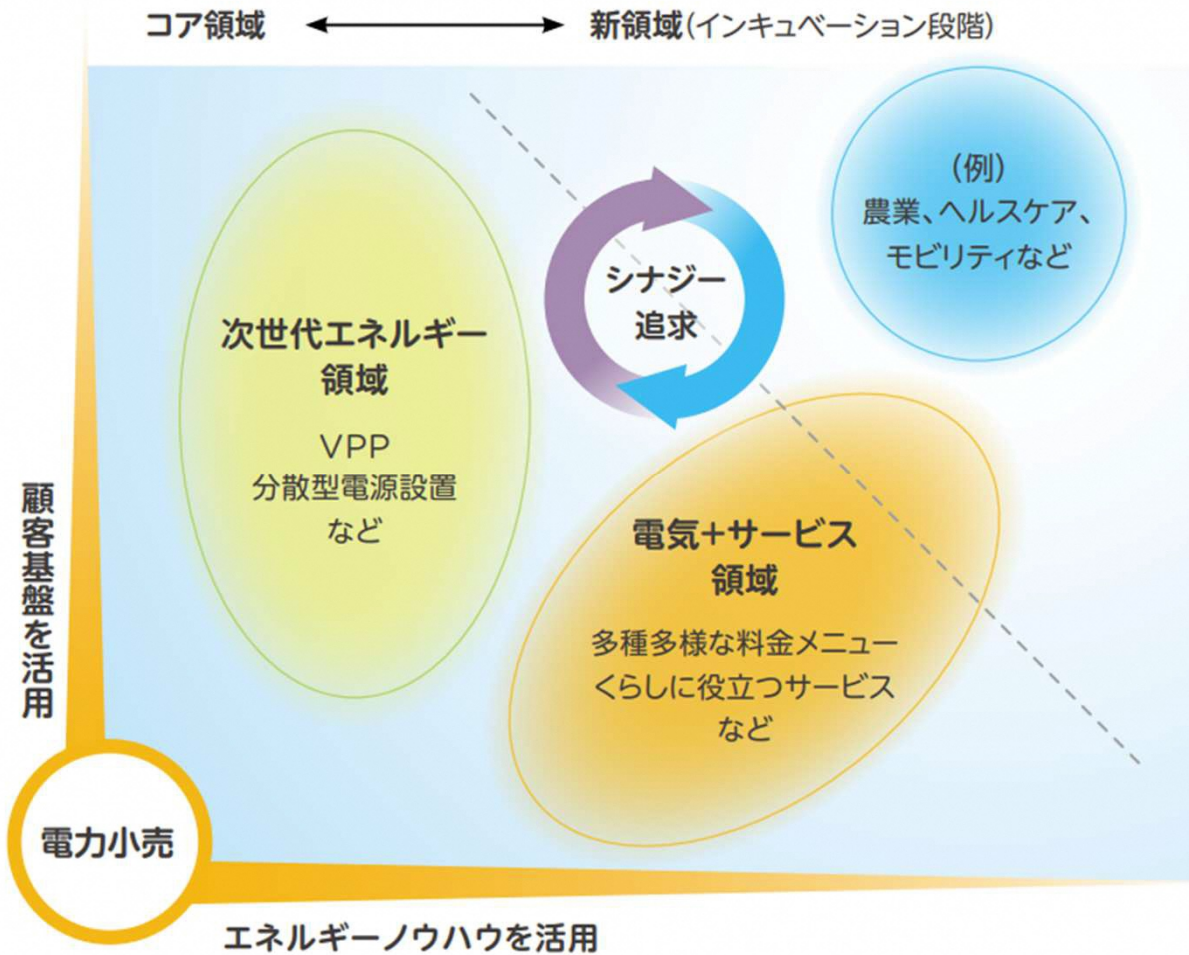 コア領域 新領域(インキュベーション段階)
(例)
農業、ヘルスケア、
モビリティなど
シナジー
追求
次世代エネルギー
領域
VPP
分散型電源設置
など
電気+サービス
領域
多種多様な料金メニュー
くらしに役立つサービス
など
顧客基盤を活用
電力小売
エネルギーノウハウを活用